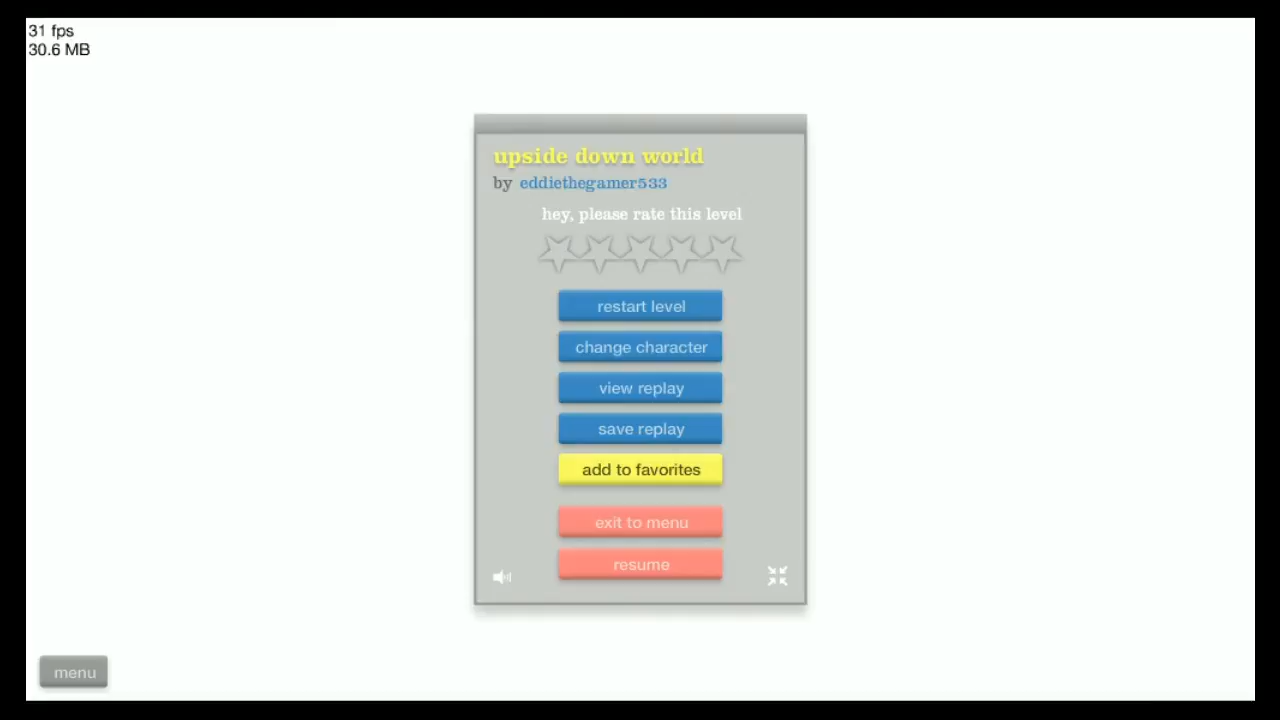 31 fps
30.6 MB
upside down world
by eddiethegamer533
hey, please rate this level
restart level
change character
view replay
save replay
add to favorites
exit to menu
resume
menu